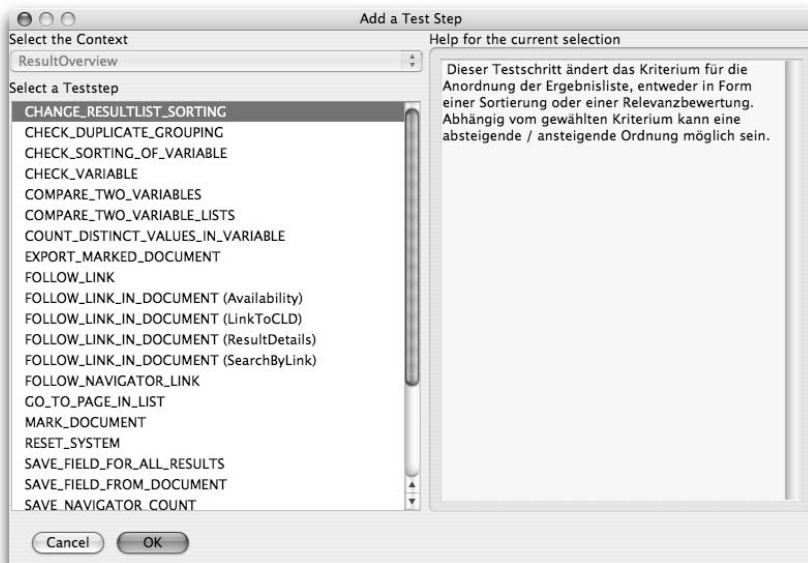 Add a Test Step
Select the Context
ResultOverview
Select a Teststep
CHANGE_RESULTLIST_SORTING
CHECK_DUPLICATE_GROUPING
CHECK_SORTING_OF_VARIABLE
CHECK_VARIABLE
COMPARE_TWO_VARIABLES
COMPARE_TWO_VARIABLE_LISTS
COUNT_DISTINCT_VALUES_IN_VARIABLE
EXPORT_MARKED_DOCUMENT
FOLLOW_LINK
FOLLOW_LINK_IN_DOCUMENT (Availability)
FOLLOW_LINK_IN_DOCUMENT (LinkToCLD)
FOLLOW_LINK_IN_DOCUMENT (ResultDetails)
FOLLOW_LINK_IN_DOCUMENT (SearchByLink)
FOLLOW_NAVIGATOR_LINK
GO_TO_PAGE_IN_LIST
MARK_DOCUMENT
RESET_SYSTEM
SAVE_FIELD_FOR_ALL_RESULTS
SAVE_FIELD_FROM_DOCUMENT
SAVE_NAVIGATOR_COUNT
Help for the current selection
Dieser Testschritt ändert das Kriterium für die
Anordnung der Ergebnisliste, entweder in Form
einer Sortierung oder einer Relevanzbewertung.
Abhängig vom gewählten Kriterium kann eine
absteigende / ansteigende Ordnung möglich sein.
Cancel
OK